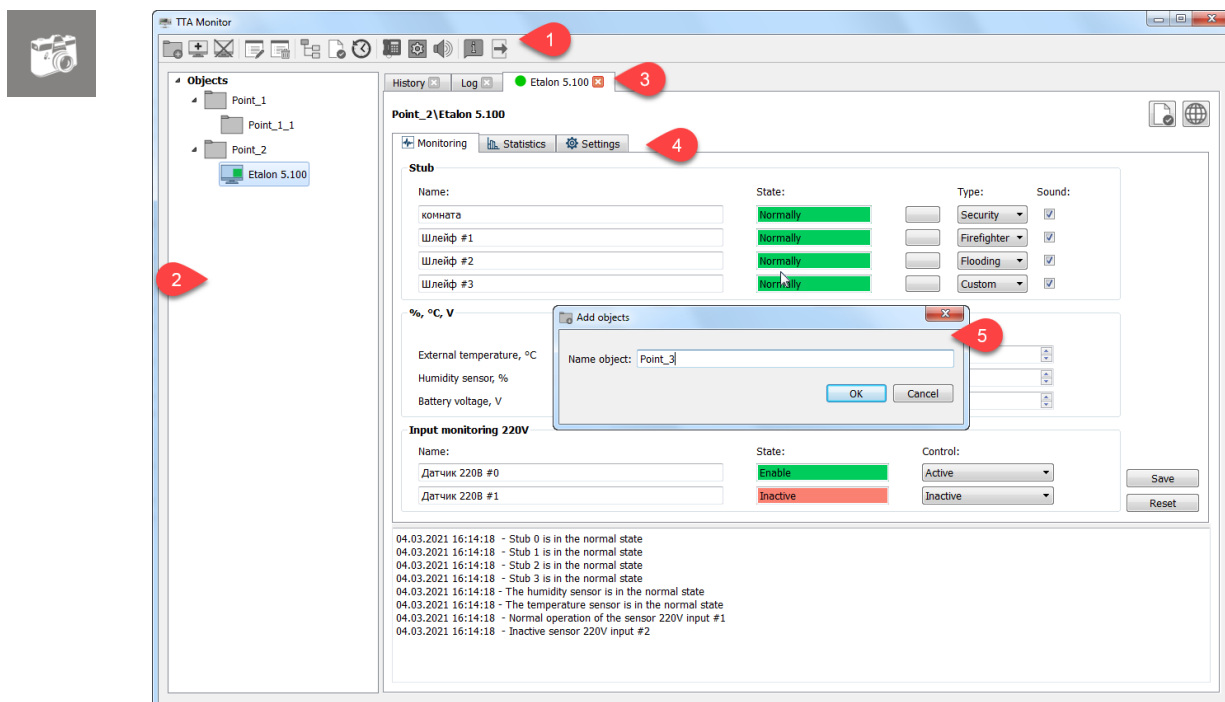 TTA Monitor
1
Objects
Point_1
Point_1_1
Point_2
Etalon 5.100
2
History Log Etalon 5.100
3
Point_2\Etalon 5.100
Monitoring Statistics Settings
4
Stub
Name: State: Type: Sound:
комната Normally Security
Шлейф #1 Normally Firefighter
Шлейф #2 Normally Flooding
Шлейф #3 Normally Custom
%, °C, V
External temperature, °C
Humidity sensor, %
Battery voltage, V
Add objects
5
Name object: Point_3
OK Cancel
Input monitoring 220V
Name: State: Control:
Датчик 220В #0 Enable Active
Датчик 220В #1 Inactive Inactive
Save
Reset
04.03.2021 16:14:18 - Stub 0 is in the normal state
04.03.2021 16:14:18 - Stub 1 is in the normal state
04.03.2021 16:14:18 - Stub 2 is in the normal state
04.03.2021 16:14:18 - Stub 3 is in the normal state
04.03.2021 16:14:18 - The humidity sensor is in the normal state
04.03.2021 16:14:18 - The temperature sensor is in the normal state
04.03.2021 16:14:18 - Normal operation of the sensor 220V input #1
04.03.2021 16:14:18 - Inactive sensor 220V input #2